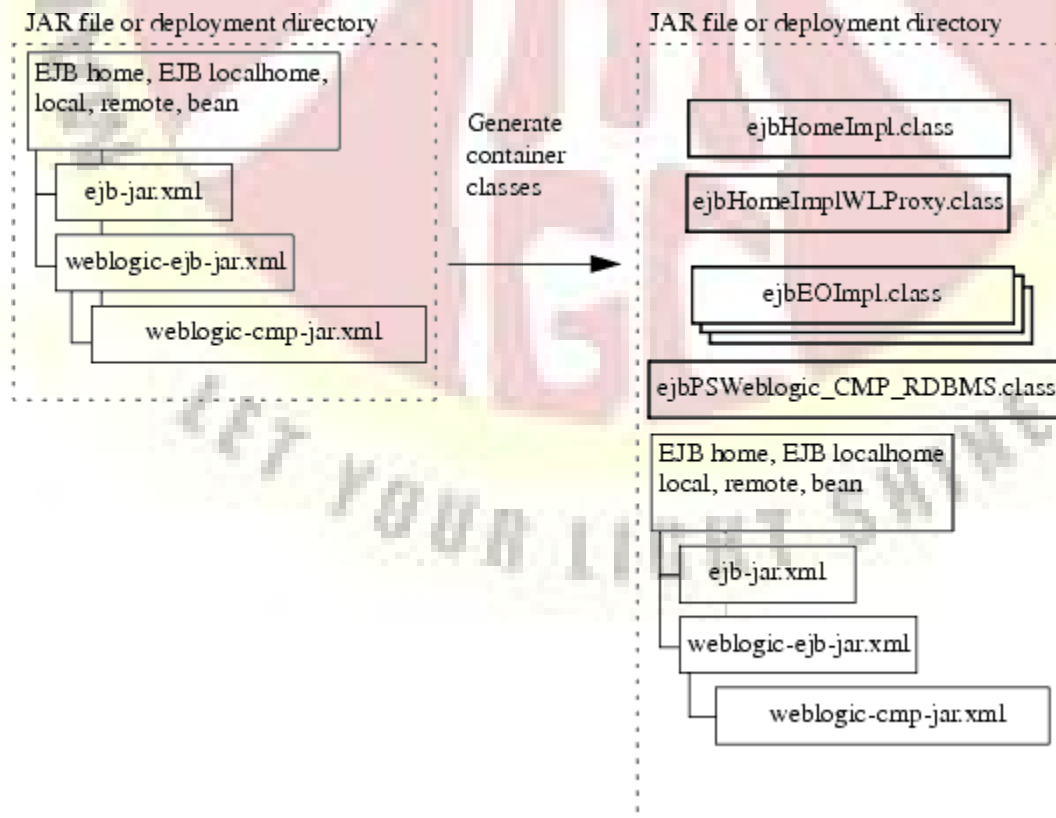 JAR file or deployment directory
EJB home, EJB localhome,
local, remote, bean
ejb-jar.xml
weblogic-ejb-jar.xml
weblogic-cmp-jar.xml
Generate
container
classes
JAR file or deployment directory
ejbHomeImpl.class
ejbHomeImplWLProxy.class
ejbEOImpl.class
ejbPSWeblogic_CMP_RDBMS.class
EJB home, EJB localhome
local, remote, bean
ejb-jar.xml
weblogic-ejb-jar.xml
weblogic-cmp-jar.xml
LET YOUR LIGHT SHINE